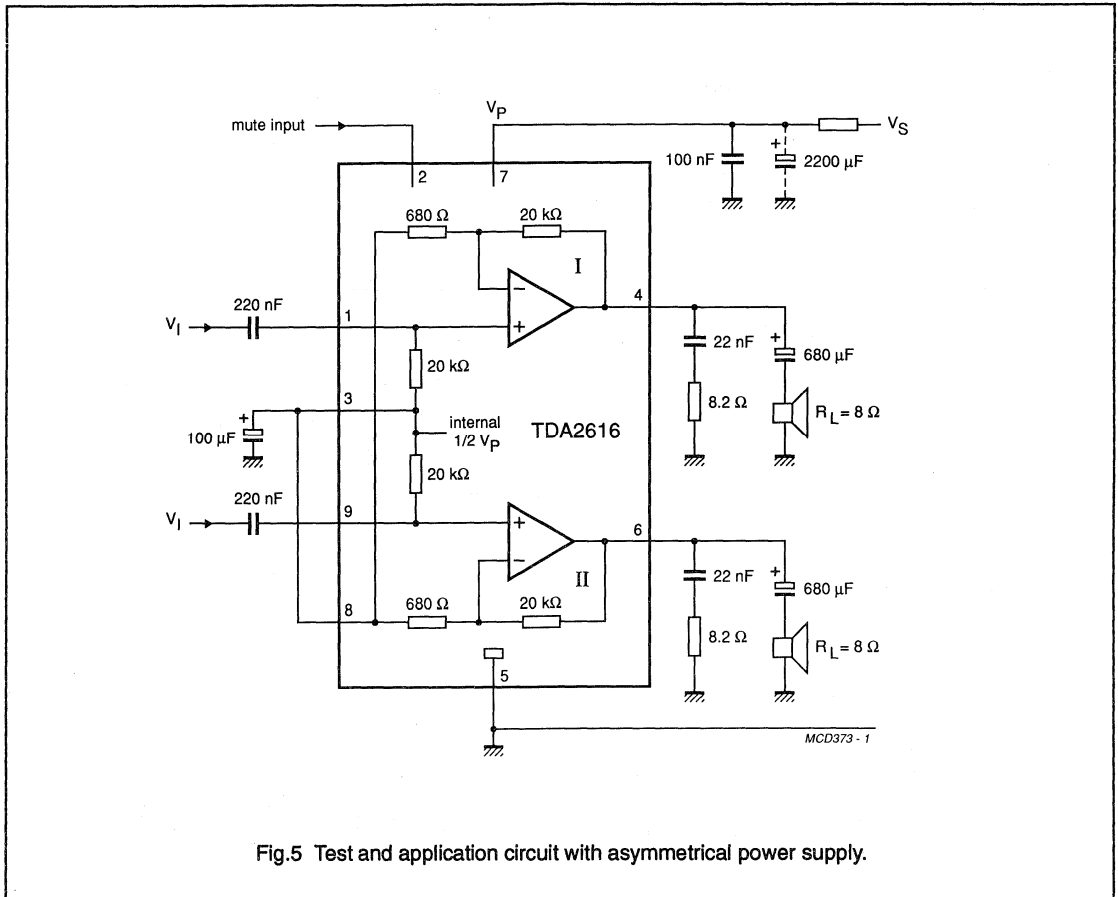 V_P
mute input
V_S
100 nF
+
2200 µF
2
7
680 Ω
20 kΩ
I
−
+
4
220 nF
V_I
1
22 nF
+
680 µF
20 kΩ
8.2 Ω
R_L = 8 Ω
3
+
100 µF
internal
1/2 V_P
TDA2616
20 kΩ
220 nF
V_I
9
+
−
6
II
22 nF
+
680 µF
680 Ω
20 kΩ
8
8.2 Ω
R_L = 8 Ω
5
MCD373 - 1
Fig.5 Test and application circuit with asymmetrical power supply.